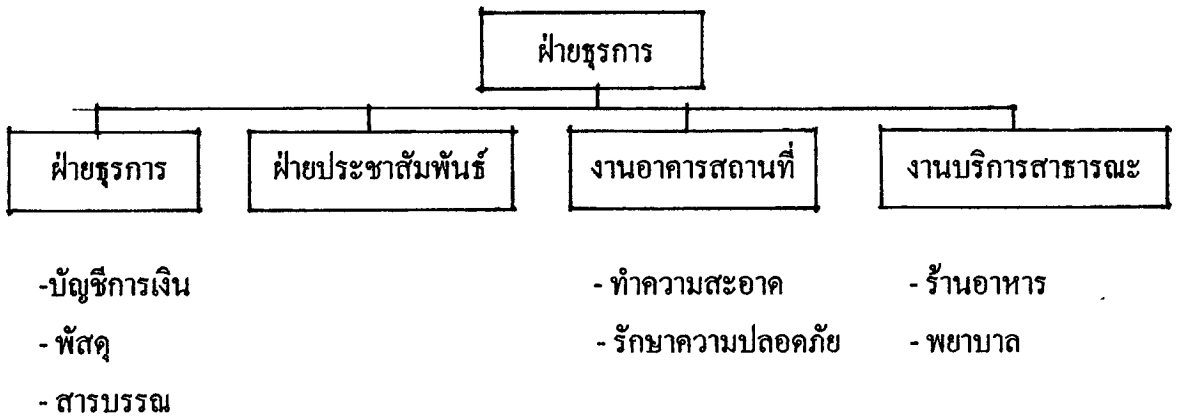 ฝ่ายธุรการ
ฝ่ายธุรการ ฝ่ายประชาสัมพันธ์ งานอาคารสถานที่ งานบริการสาธารณะ
-บัญชีการเงิน - ทำความสะอาด - ร้านอาหาร
- พัสดุ - รักษาความปลอดภัย - พยาบาล
- สารบรรณ